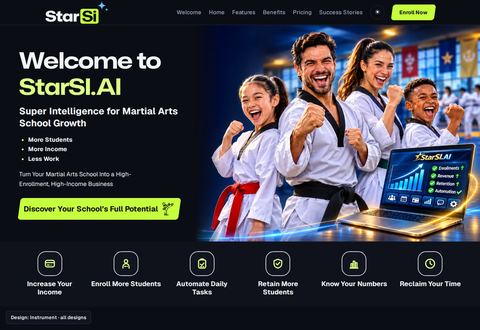 StarSi
Welcome
Home
Features
Benefits
Pricing
Success Stories
Enroll Now
Welcome to
StarSI.AI
Super Intelligence for Martial Arts
School Growth
• More Students
• More Income
• Less Work
Turn Your Martial Arts School Into a High-
Enrollment, High-Income Business
Discover Your School's Full Potential
StarSI.AI
Enrollments
Revenue
Retention
Automation
Increase Your
Income
Enroll More Students
Automate Daily
Tasks
Retain More
Students
Know Your Numbers
Reclaim Your Time
Design: Instrument · all designs